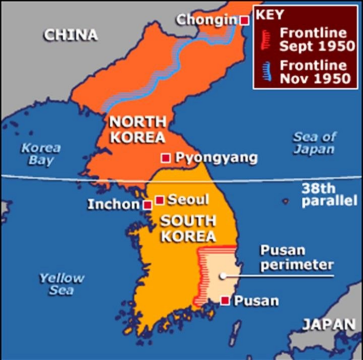 CHINA
Chongin
KEY
Frontline
Sept 1950
Frontline
Nov 1950
NORTH
KOREA
Korea
Bay
Sea of
Japan
Pyongyang
38th
parallel
Inchon
Seoul
SOUTH
KOREA
Pusan
perimeter
Yellow
Sea
Pusan
JAPAN